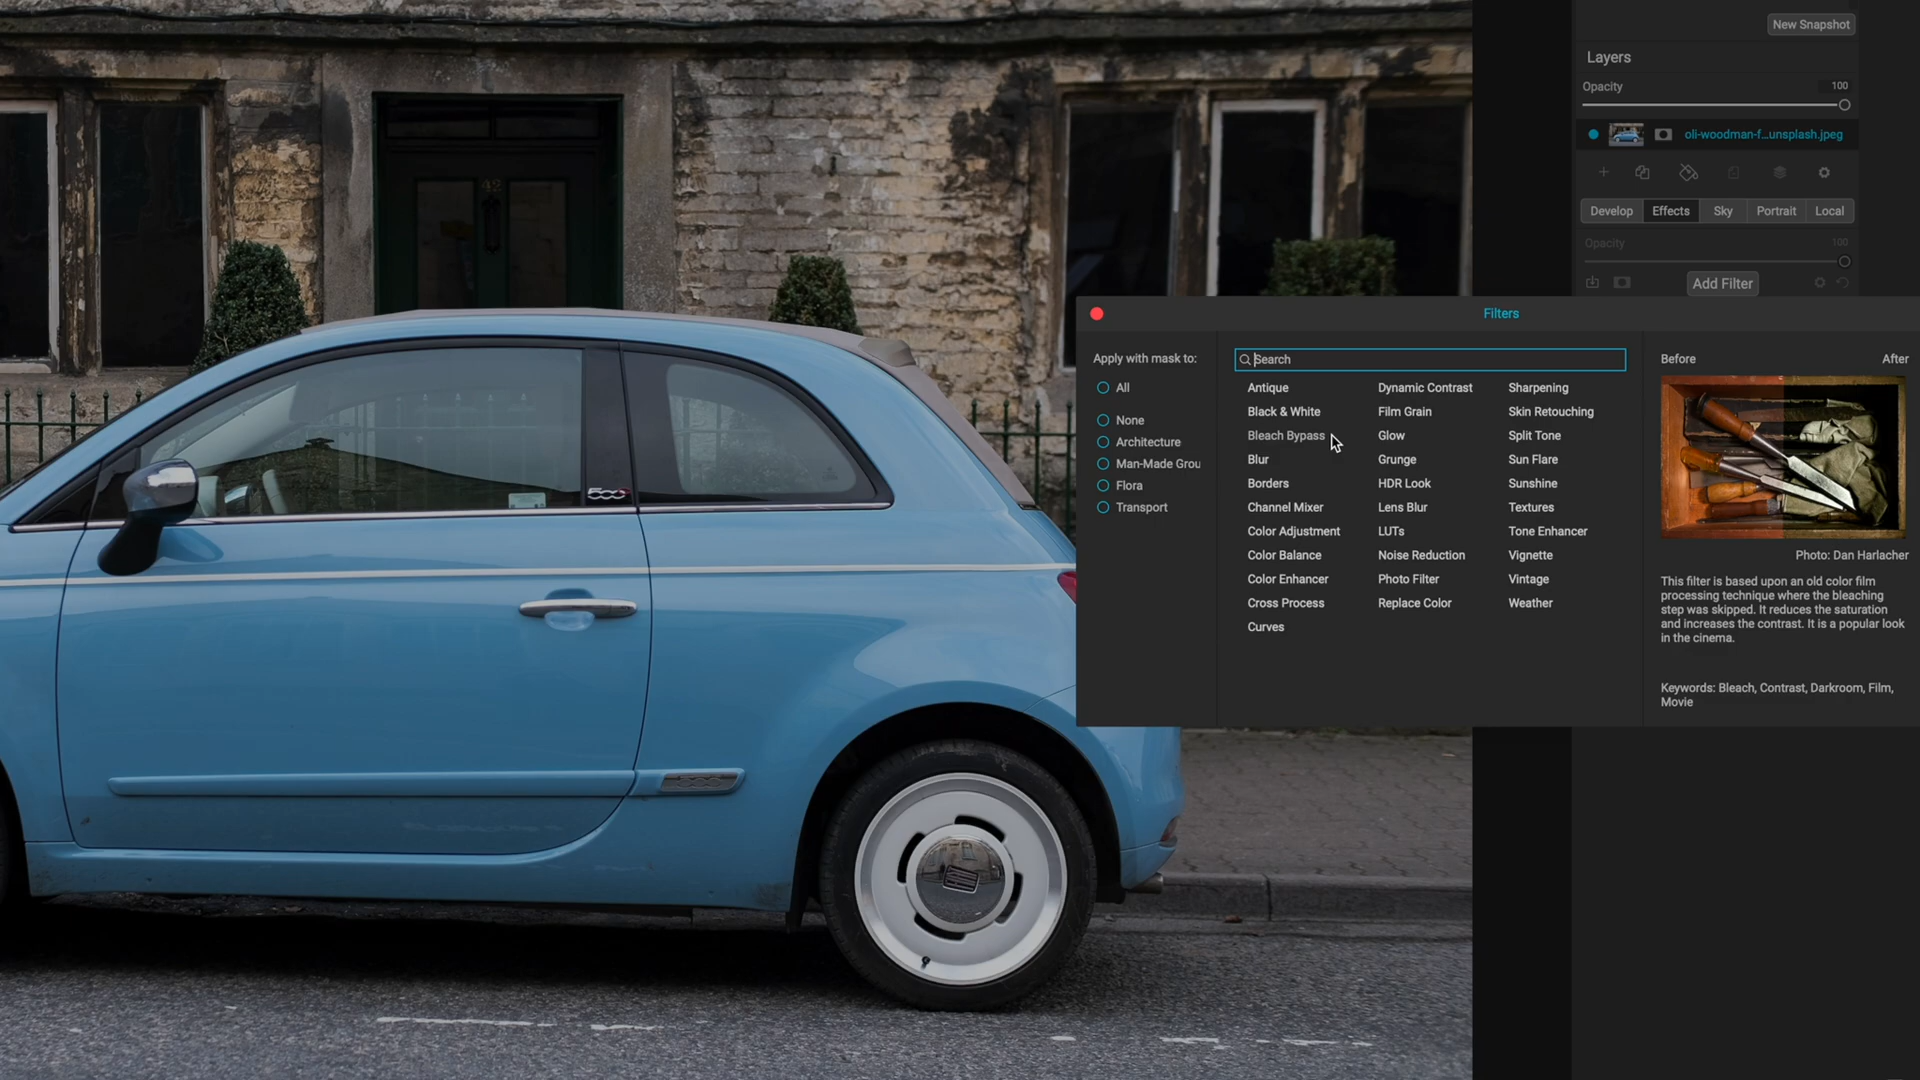 New Snapshot
Layers
Opacity 100
oli-woodman-f...unsplash.jpeg
Develop Effects Sky Portrait Local
Opacity 100
Add Filter
Filters
Apply with mask to:
All
None
Architecture
Man-Made Grou
Flora
Transport
Search
Antique Dynamic Contrast Sharpening
Black & White Film Grain Skin Retouching
Bleach Bypass Glow Split Tone
Blur Grunge Sun Flare
Borders HDR Look Sunshine
Channel Mixer Lens Blur Textures
Color Adjustment LUTs Tone Enhancer
Color Balance Noise Reduction Vignette
Color Enhancer Photo Filter Vintage
Cross Process Replace Color Weather
Curves
Before After
Photo: Dan Harlacher
This filter is based upon an old color film
processing technique where the bleaching
step was skipped. It reduces the saturation
and increases the contrast. It is a popular look
in the cinema.
Keywords: Bleach, Contrast, Darkroom, Film,
Movie
42
500
500